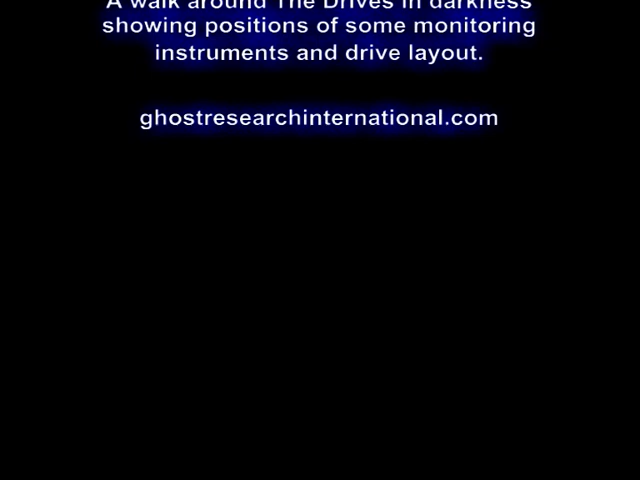 A walk around The Drives in darkness
showing positions of some monitoring
instruments and drive layout.
ghostresearchinternational.com